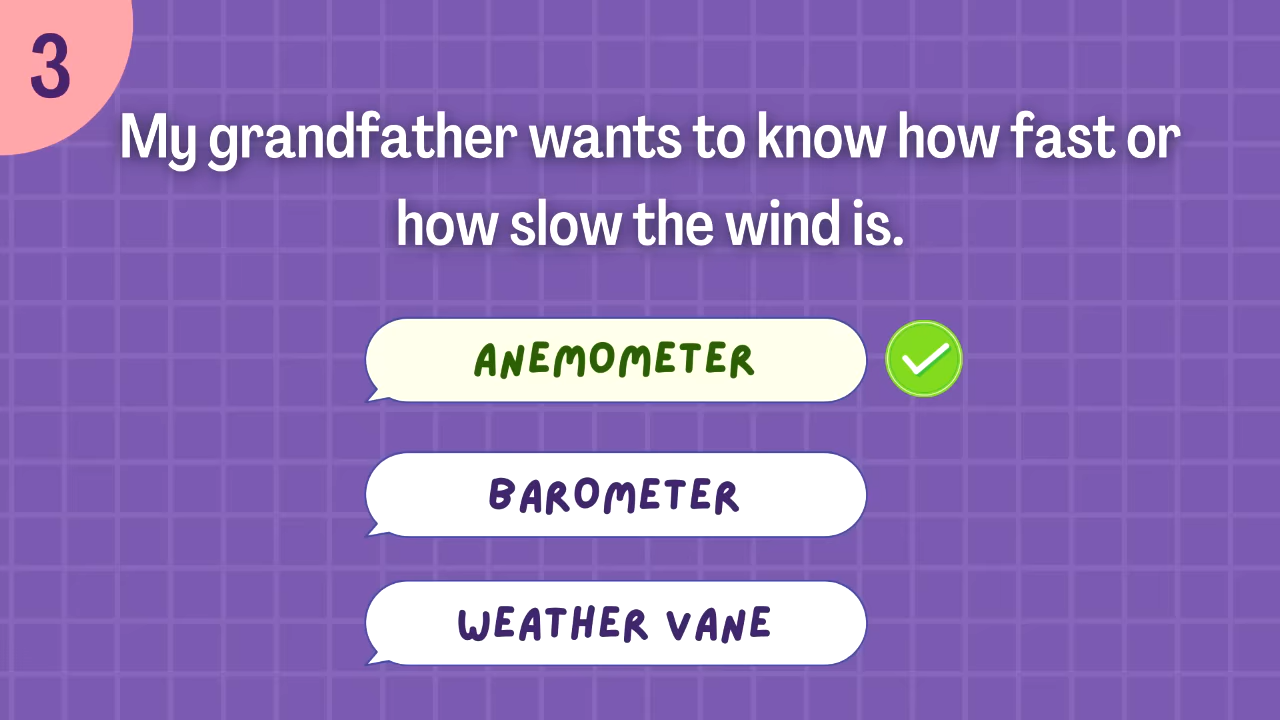 3
My grandfather wants to know how fast or
how slow the wind is.
ANEMOMETER
BAROMETER
WEATHER VANE